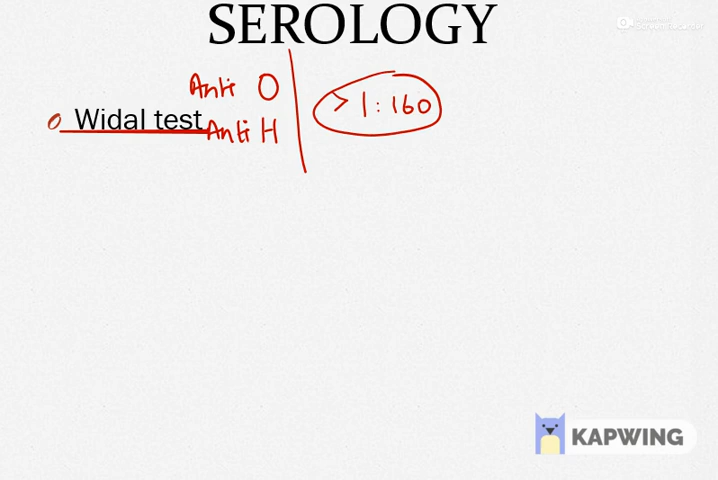 SEROLOGY
Anti O
> 1:160
Widal test
Anti H
KAPWING